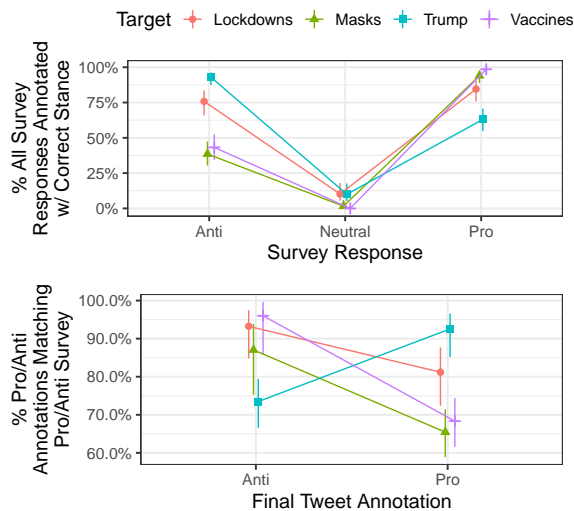 Target Lockdowns Masks Trump Vaccines
% All Survey
Responses Annotated
w/ Correct Stance
100%
75%
50%
25%
0%
Anti Neutral Pro
Survey Response
% Pro/Anti
Annotations Matching
Pro/Anti Survey
100.0%
90.0%
80.0%
70.0%
60.0%
Anti Pro
Final Tweet Annotation